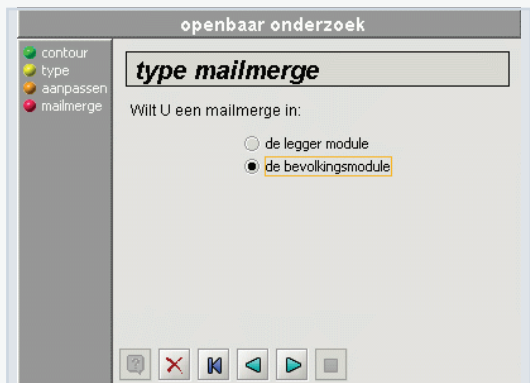 openbaar onderzoek
contour
type
aanpassen
mailmerge
type mailmerge
Wilt U een mailmerge in:
de legger module
de bevolkingsmodule